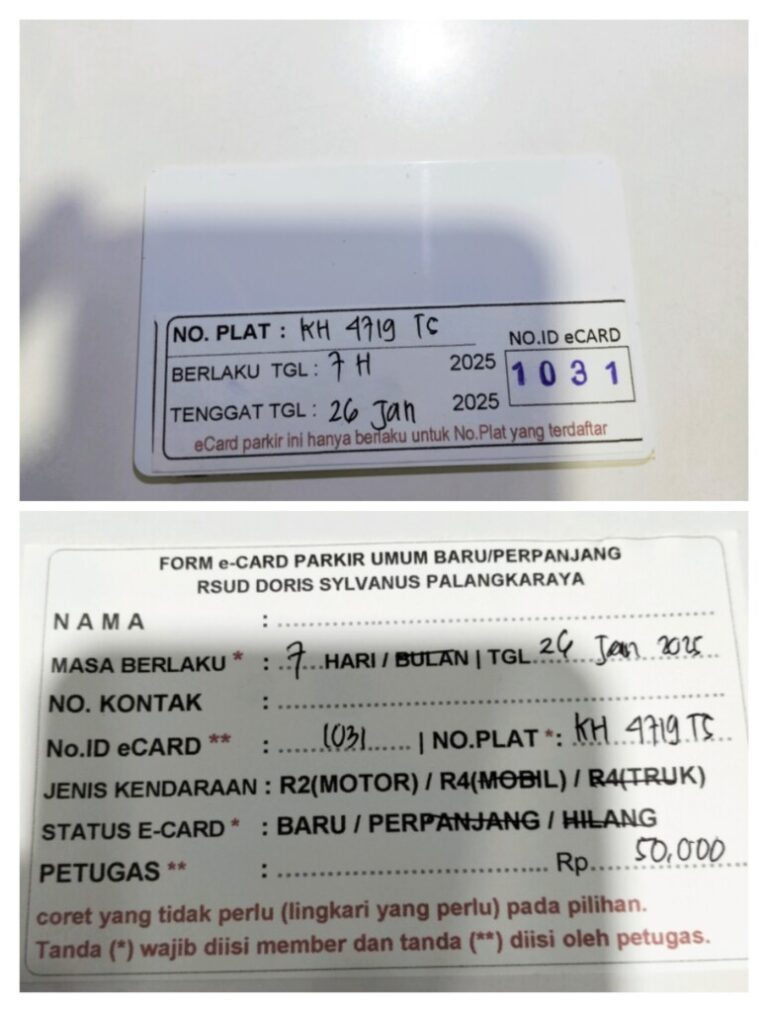 NO. PLAT : KH 4719 TC
NO.ID eCARD
BERLAKU TGL : 7 H 2025
1031
TENGGAT TGL : 26 Jan 2025
eCard parkir ini hanya berlaku untuk No.Plat yang terdaftar
FORM e-CARD PARKIR UMUM BARU/PERPANJANG
RSUD DORIS SYLVANUS PALANGKARAYA
NAMA : ..........
MASA BERLAKU * : 7 HARI / BULAN | TGL 26 Jan 2025
NO. KONTAK : ..........
No.ID eCARD ** : 1031 | NO.PLAT *: KH 4719 TC
JENIS KENDARAAN : R2(MOTOR) / R4(MOBIL) / R4(TRUK)
STATUS E-CARD * : BARU / PERPANJANG / HILANG
PETUGAS ** : .......... Rp. 50,000
coret yang tidak perlu (lingkari yang perlu) pada pilihan.
Tanda (*) wajib diisi member dan tanda (**) diisi oleh petugas.